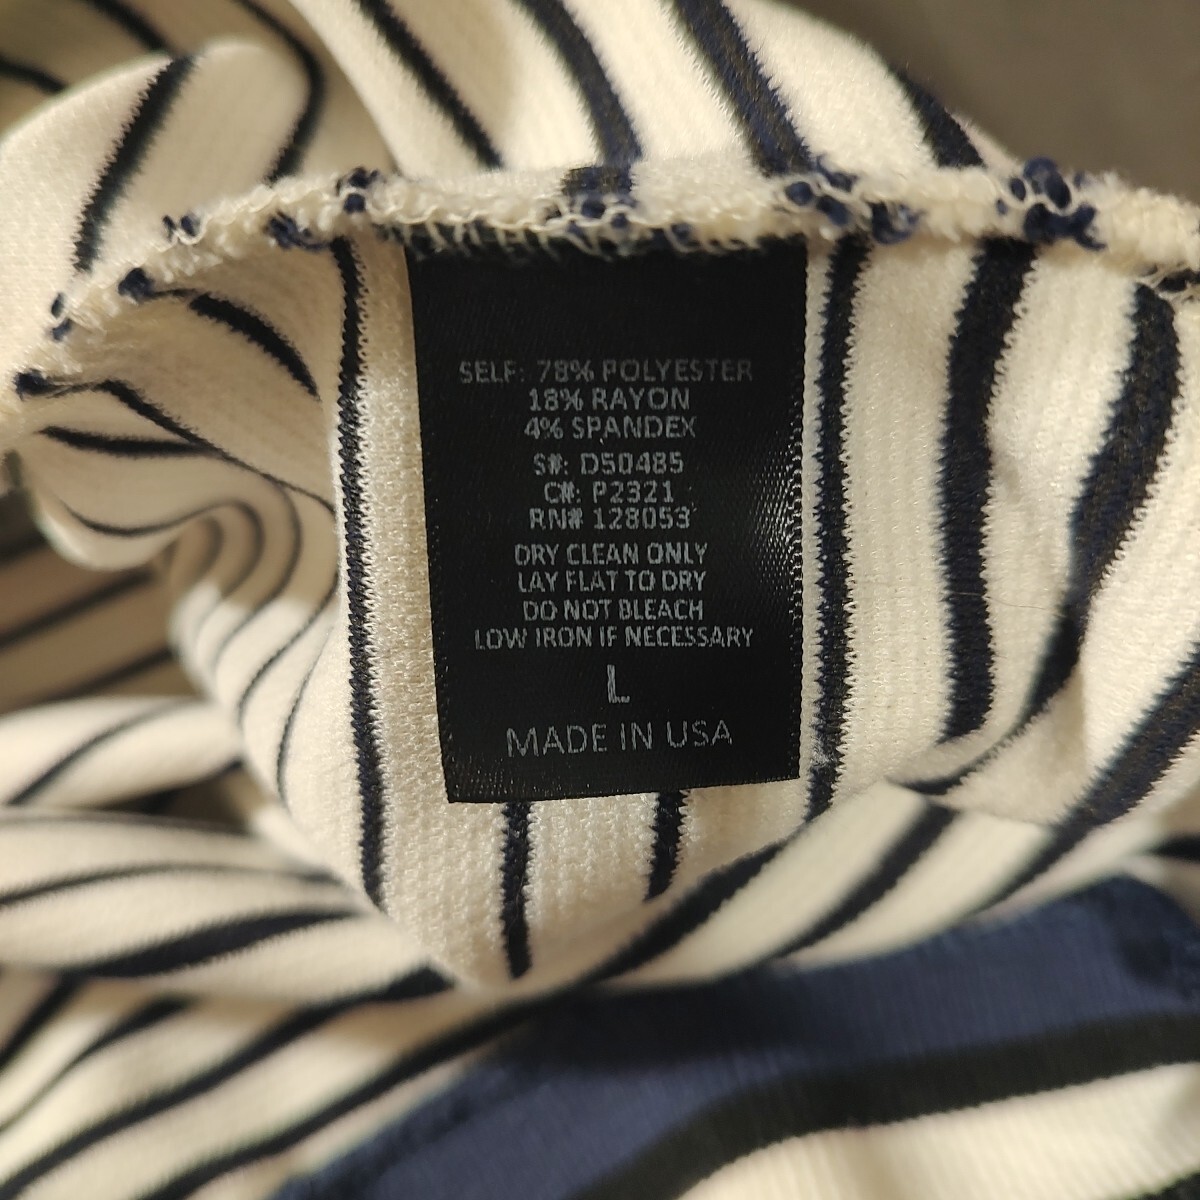 SELF: 78% POLYESTER
18% RAYON
4% SPANDEX
S#: D50485
C#: P2321
RN# 128053
DRY CLEAN ONLY
LAY FLAT TO DRY
DO NOT BLEACH
LOW IRON IF NECESSARY
L
MADE IN USA